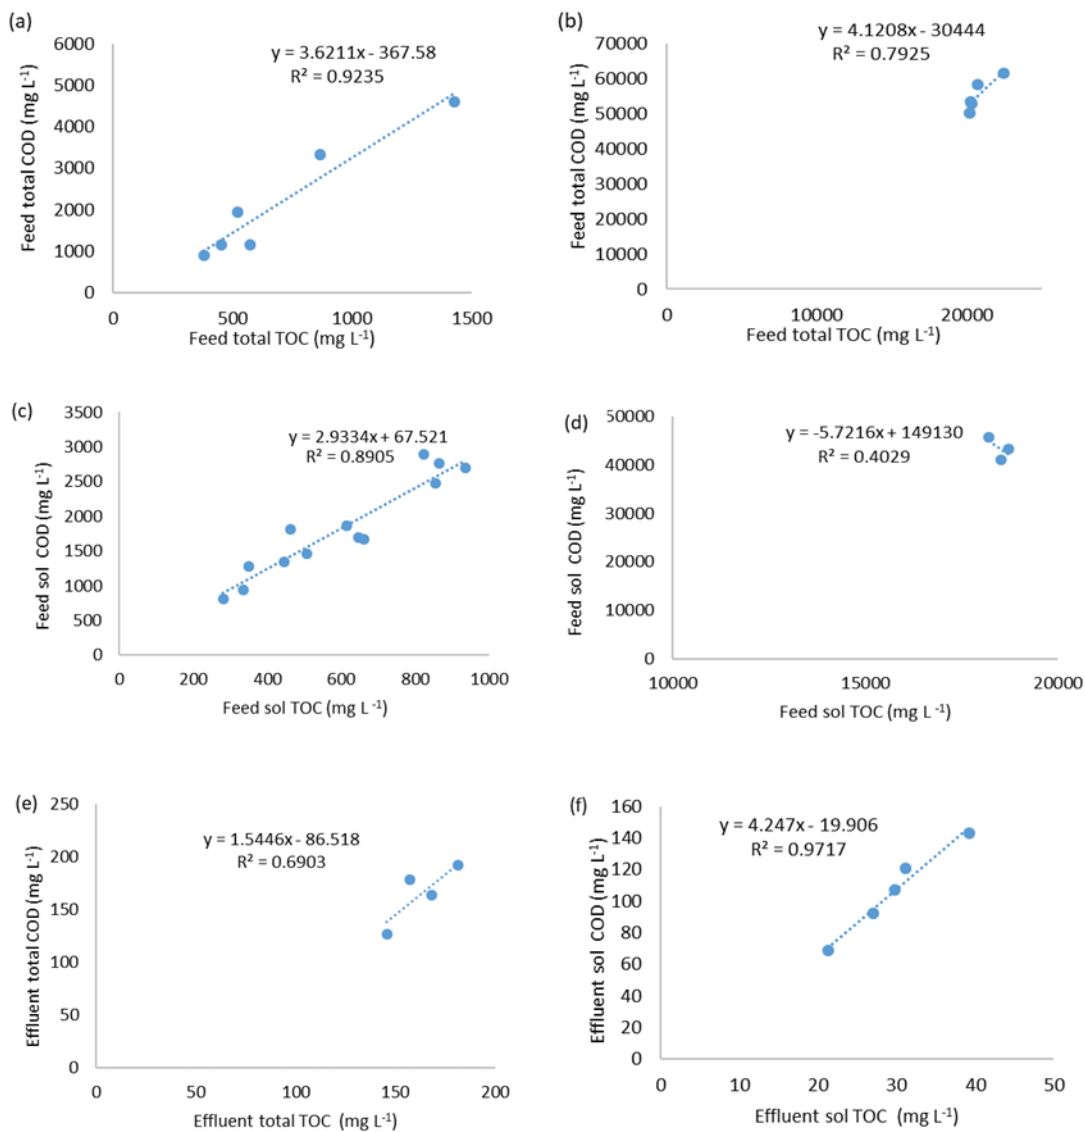 (a)
y = 3.6211x - 367.58
R² = 0.9235
6000
5000
4000
3000
2000
1000
0
Feed total COD (mg L⁻¹)
0 500 1000 1500
Feed total TOC (mg L⁻¹)
(b)
y = 4.1208x - 30444
R² = 0.7925
70000
60000
50000
40000
30000
20000
10000
0
Feed total COD (mg L⁻¹)
0 10000 20000
Feed total TOC (mg L⁻¹)
(c)
y = 2.9334x + 67.521
R² = 0.8905
3500
3000
2500
2000
1500
1000
500
0
Feed sol COD (mg L⁻¹)
0 200 400 600 800 1000
Feed sol TOC (mg L⁻¹)
(d)
y = -5.7216x + 149130
R² = 0.4029
50000
40000
30000
20000
10000
0
Feed sol COD (mg L⁻¹)
10000 15000 20000
Feed sol TOC (mg L⁻¹)
(e)
y = 1.5446x - 86.518
R² = 0.6903
250
200
150
100
50
0
Effluent total COD (mg L⁻¹)
0 50 100 150 200
Effluent total TOC (mg L⁻¹)
(f)
y = 4.247x - 19.906
R² = 0.9717
160
140
120
100
80
60
40
20
0
Effluent sol COD (mg L⁻¹)
0 10 20 30 40 50
Effluent sol TOC (mg L⁻¹)